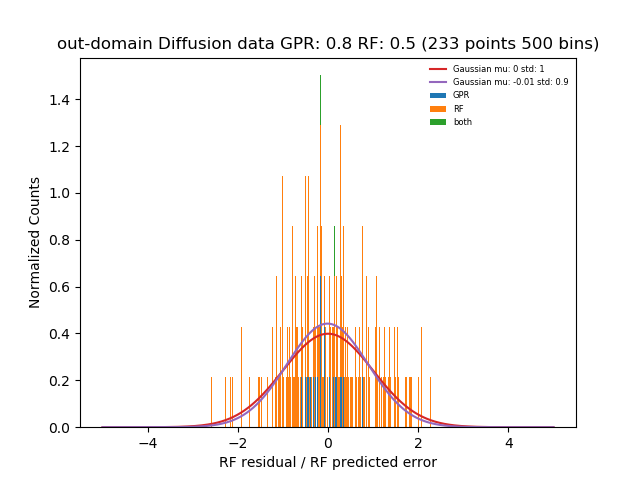 out-domain Diffusion data GPR: 0.8 RF: 0.5 (233 points 500 bins)
Gaussian mu: 0 std: 1
Gaussian mu: -0.01 std: 0.9
GPR
RF
both
Normalized Counts
1.4
1.2
1.0
0.8
0.6
0.4
0.2
0.0
−4 −2 0 2 4
RF residual / RF predicted error